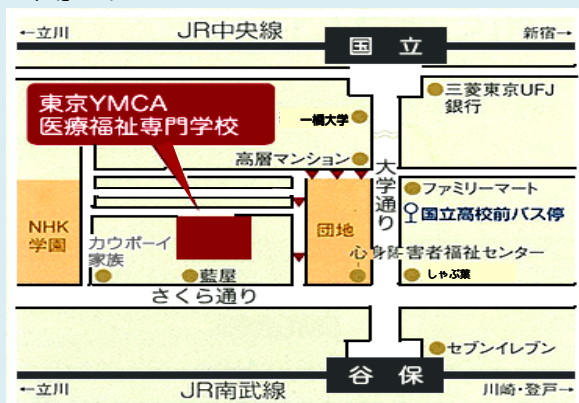 ←立川
JR中央線
新宿→
国 立
東京YMCA
医療福祉専門学校
三菱東京UFJ
銀行
一橋大学
高層マンション
大学通り
ファミリーマート
国立高校前バス停
NHK
学園
団地
カウボーイ
家族
藍屋
心身障害者福祉センター
しゃぶ葉
さくら通り
セブンイレブン
谷 保
←立川
JR南武線
川崎・登戸→